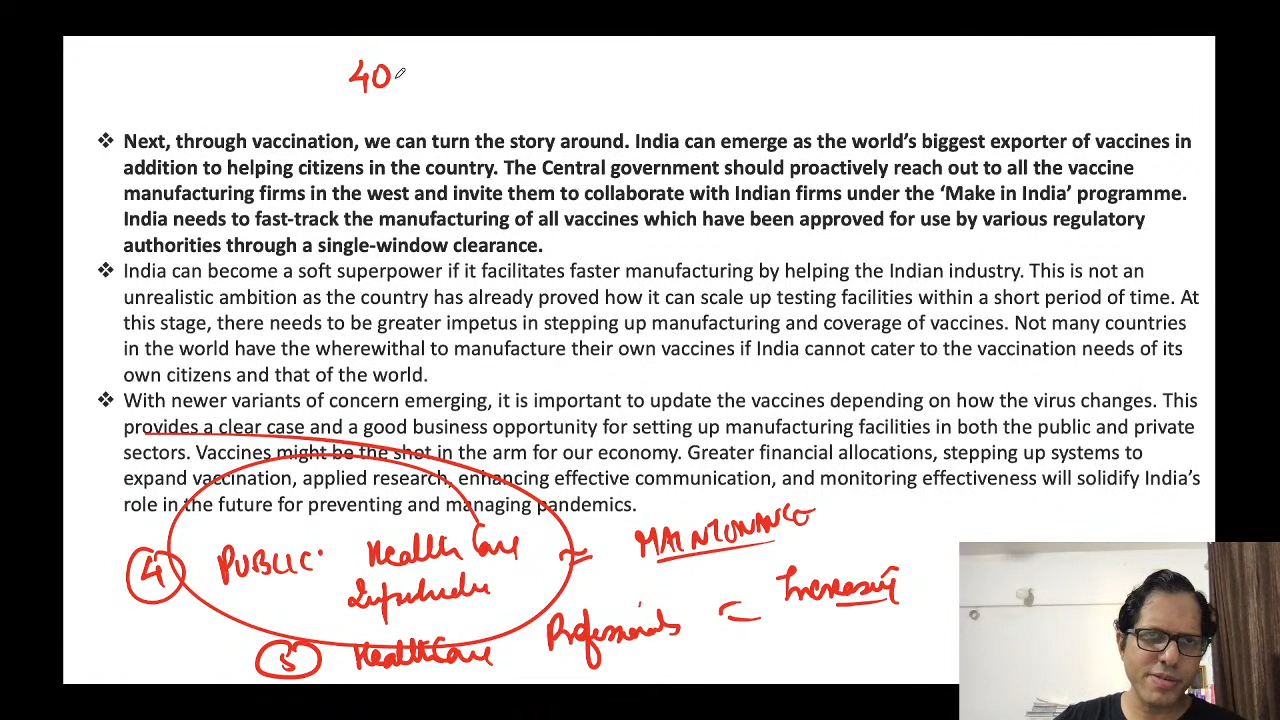 40
❖ Next, through vaccination, we can turn the story around. India can emerge as the world's biggest exporter of vaccines in
addition to helping citizens in the country. The Central government should proactively reach out to all the vaccine
manufacturing firms in the west and invite them to collaborate with Indian firms under the 'Make in India' programme.
India needs to fast-track the manufacturing of all vaccines which have been approved for use by various regulatory
authorities through a single-window clearance.
❖ India can become a soft superpower if it facilitates faster manufacturing by helping the Indian industry. This is not an
unrealistic ambition as the country has already proved how it can scale up testing facilities within a short period of time. At
this stage, there needs to be greater impetus in stepping up manufacturing and coverage of vaccines. Not many countries
in the world have the wherewithal to manufacture their own vaccines if India cannot cater to the vaccination needs of its
own citizens and that of the world.
❖ With newer variants of concern emerging, it is important to update the vaccines depending on how the virus changes. This
provides a clear case and a good business opportunity for setting up manufacturing facilities in both the public and private
sectors. Vaccines might be the shot in the arm for our economy. Greater financial allocations, stepping up systems to
expand vaccination, applied research, enhancing effective communication, and monitoring effectiveness will solidify India's
role in the future for preventing and managing pandemics.
4 PUBLIC Health Care = MAINTONANCE
5 HealthCare Professionals = Increasing